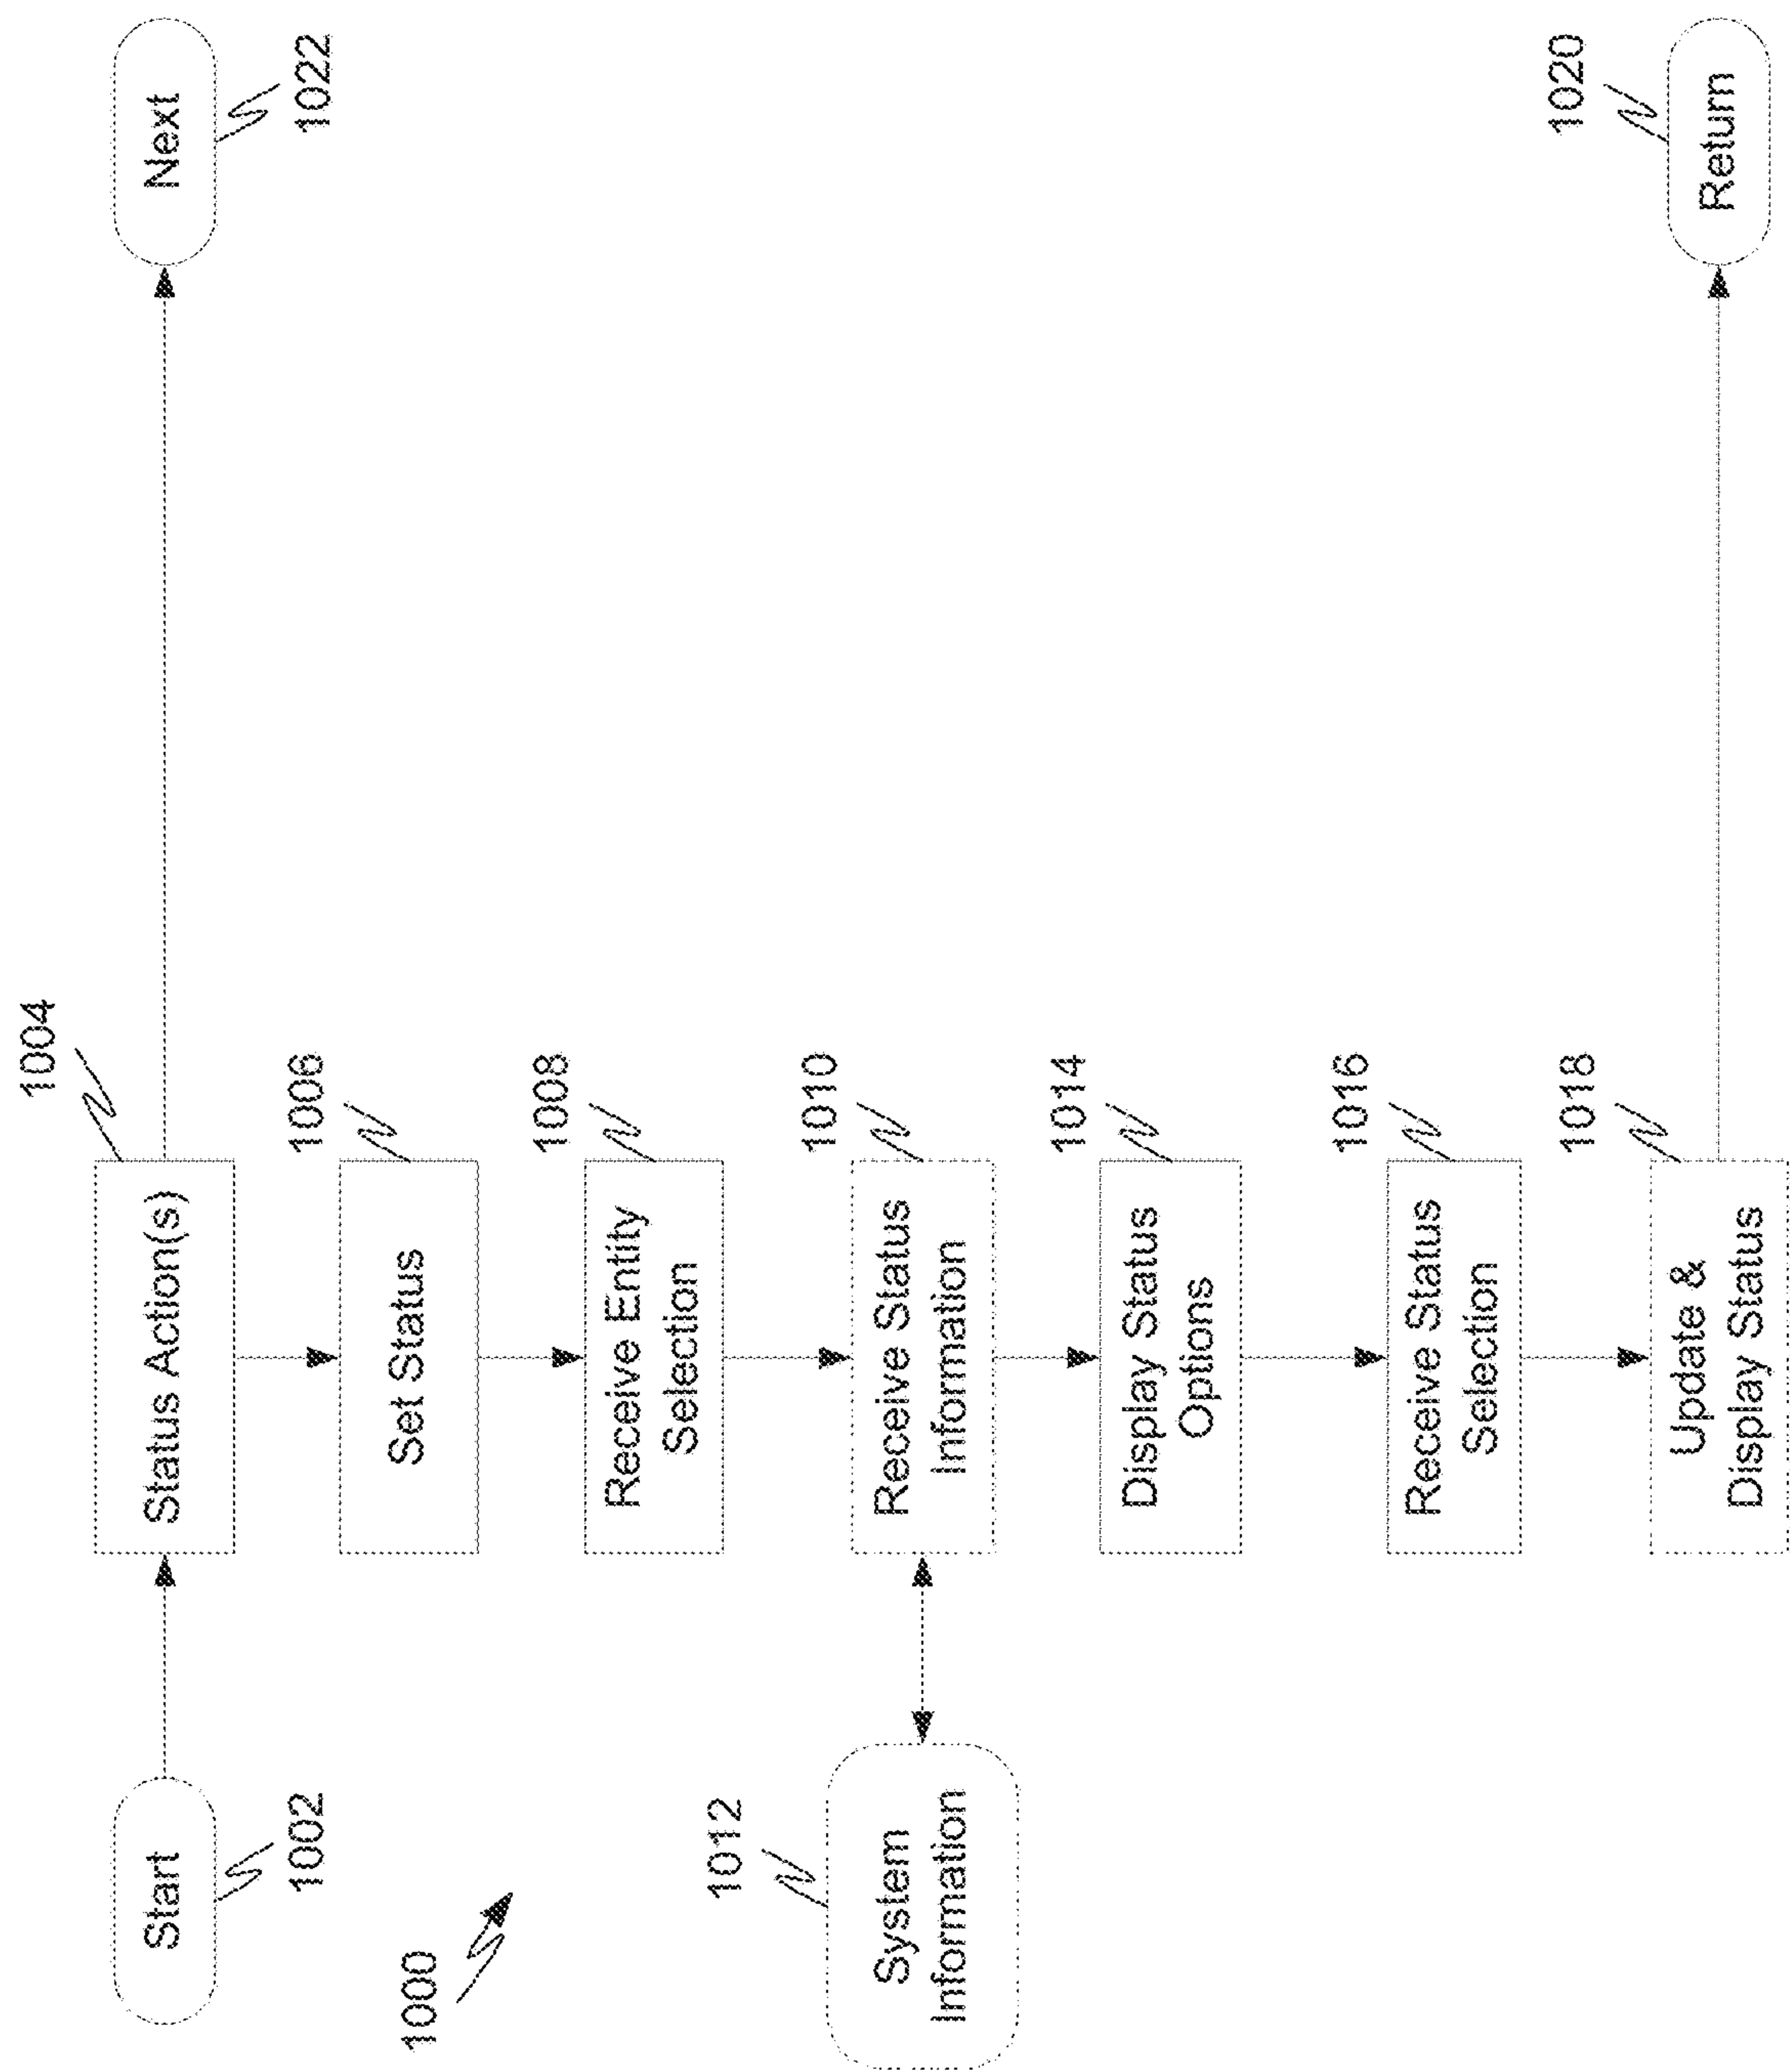 1000
Start
1002
Status Action(s)
1004
Next
1022
Set Status
1006
Receive Entity
Selection
1008
System
Information
1012
Receive Status
Information
1010
Display Status
Options
1014
Receive Status
Selection
1016
Update &
Display Status
1018
Return
1020